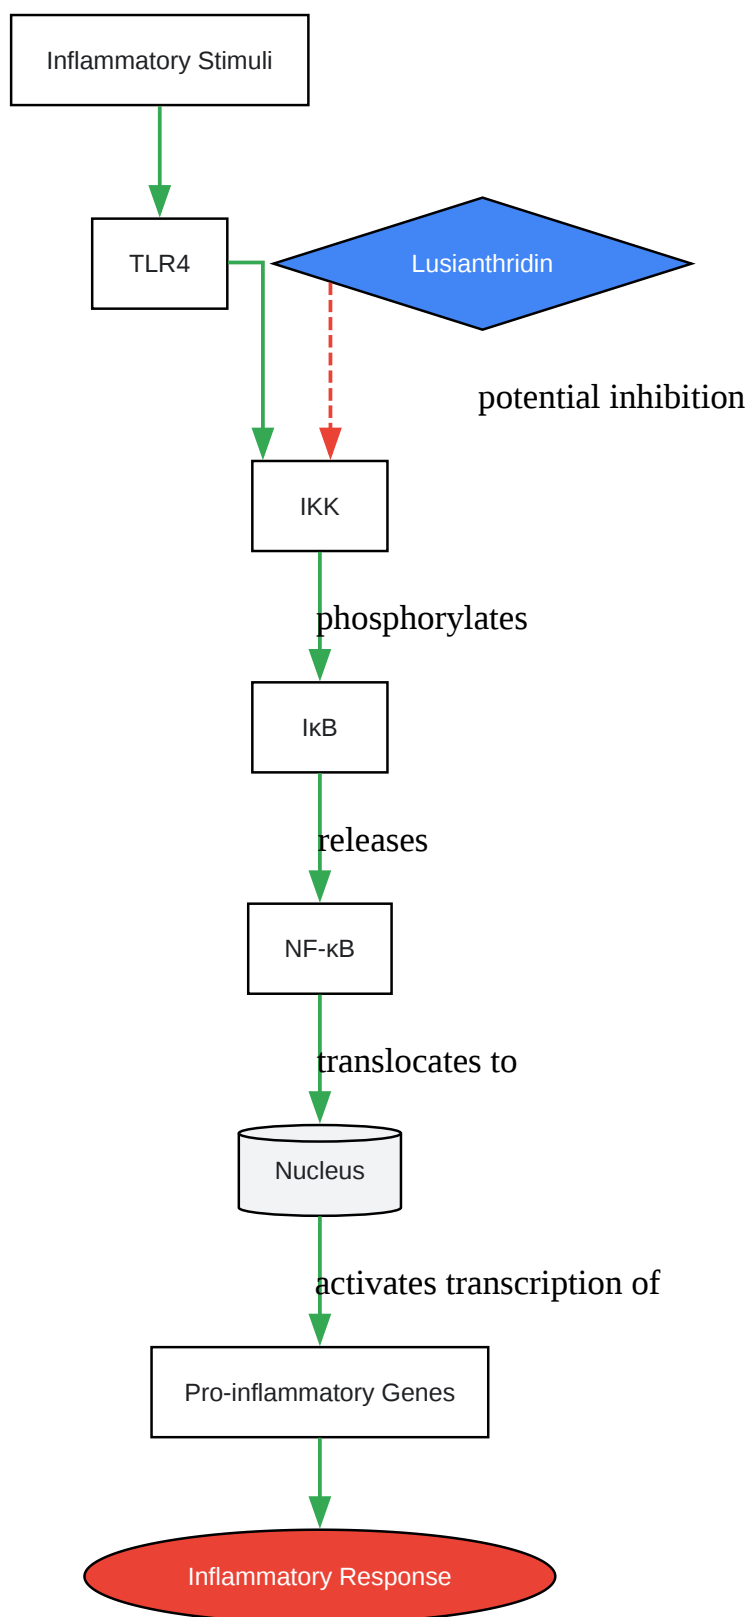 Inflammatory Stimuli
TLR4
Lusianthridin
potential inhibition
IKK
phosphorylates
IκB
releases
NF-κB
translocates to
Nucleus
activates transcription of
Pro-inflammatory Genes
Inflammatory Response